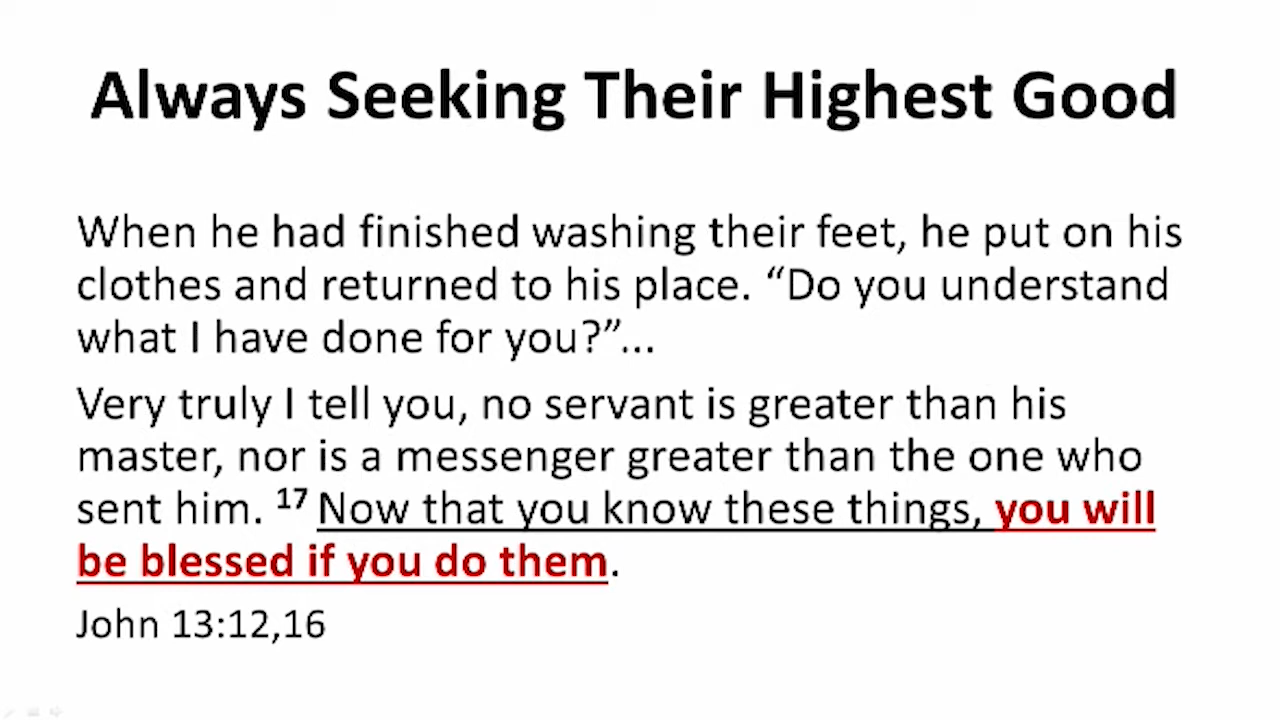 Always Seeking Their Highest Good
When he had finished washing their feet, he put on his
clothes and returned to his place. “Do you understand
what I have done for you?”...
Very truly I tell you, no servant is greater than his
master, nor is a messenger greater than the one who
sent him. 17 Now that you know these things, you will
be blessed if you do them.
John 13:12,16